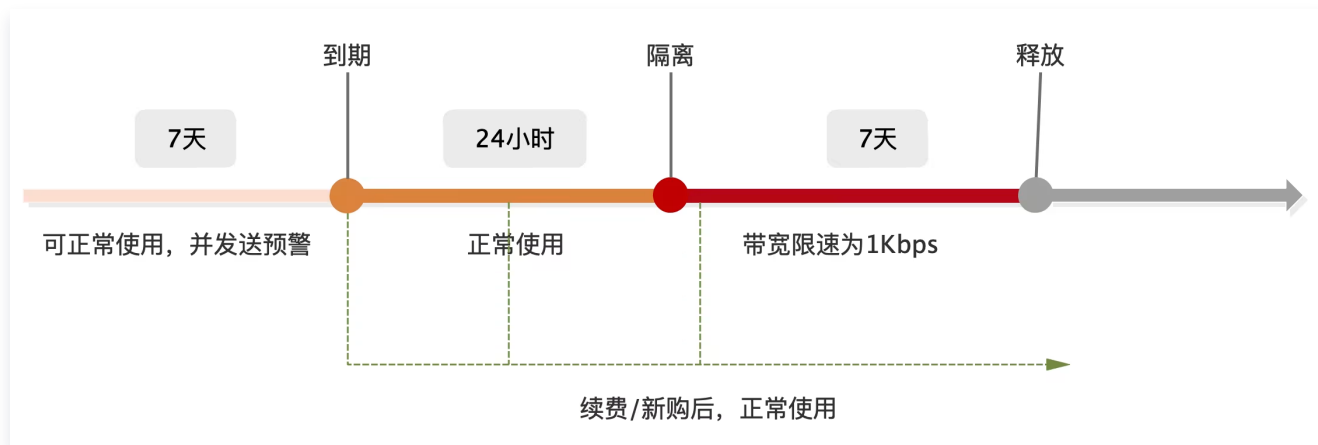 到期
隔离
释放
7天
24小时
7天
可正常使用，并发送预警
正常使用
带宽限速为1Kbps
续费/新购后，正常使用